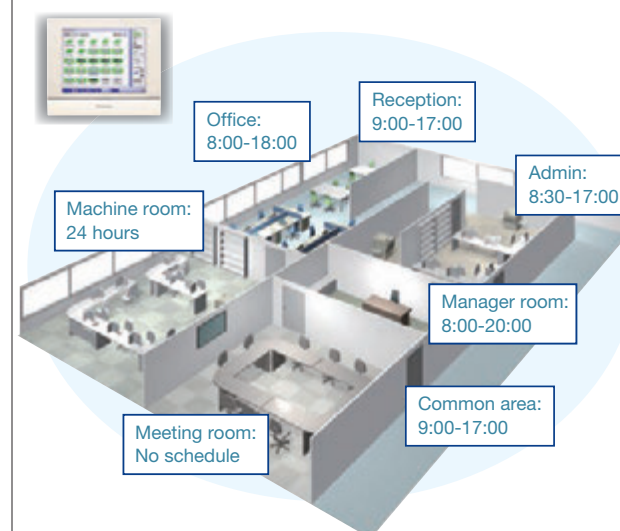 Reception:
9:00-17:00
Office:
8:00-18:00
Admin:
8:30-17:00
Machine room:
24 hours
Manager room:
8:00-20:00
Common area:
9:00-17:00
Meeting room:
No schedule